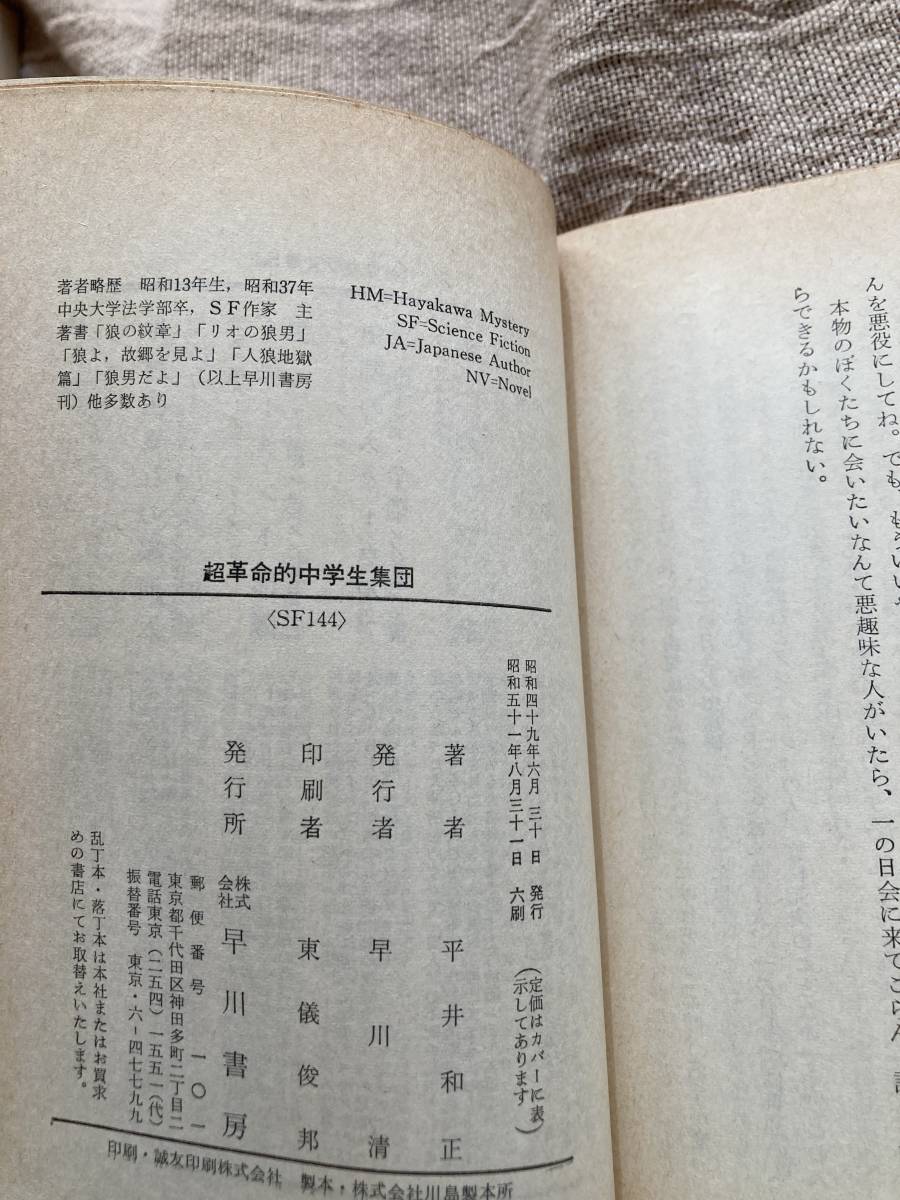 んを悪役にしてね。でも、もういいや
本物のぼくたちに会いたいなんて悪趣味な人がいたら、一の日会に来てごらん
らできるかもしれない。
著者略歴 昭和13年生，昭和37年
中央大学法学部卒，ＳＦ作家 主
著書「狼の紋章」「リオの狼男」
「狼よ，故郷を見よ」「人狼地獄
篇」「狼男だよ」（以上早川書房
刊）他多数あり
HM=Hayakawa Mystery
SF=Science Fiction
JA=Japanese Author
NV=Novel
超革命的中学生集団
〈SF144〉
昭和四十九年六月三十日 発行
昭和五十一年八月三十一日 六刷
（定価はカバーに表
示してあります）
著者 平井和正
発行者 早川清
印刷者 東儀俊邦
発行所 株式会社 早川書房
郵便番号 一〇一
東京都千代田区神田多町二丁目二
電話東京（二五四）一五五一（代）
振替番号 東京・六－四七七九九
乱丁本・落丁本は本社またはお買求
めの書店にてお取替えいたします。
印刷・誠友印刷株式会社 製本・株式会社川島製本所